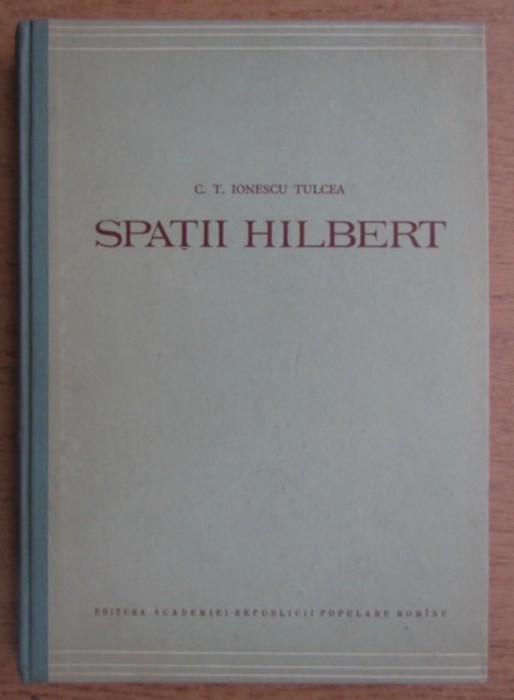 C. T. IONESCU TULCEA
SPAȚII HILBERT
EDITURA ACADEMIEI REPUBLICII POPULARE ROMÎNE